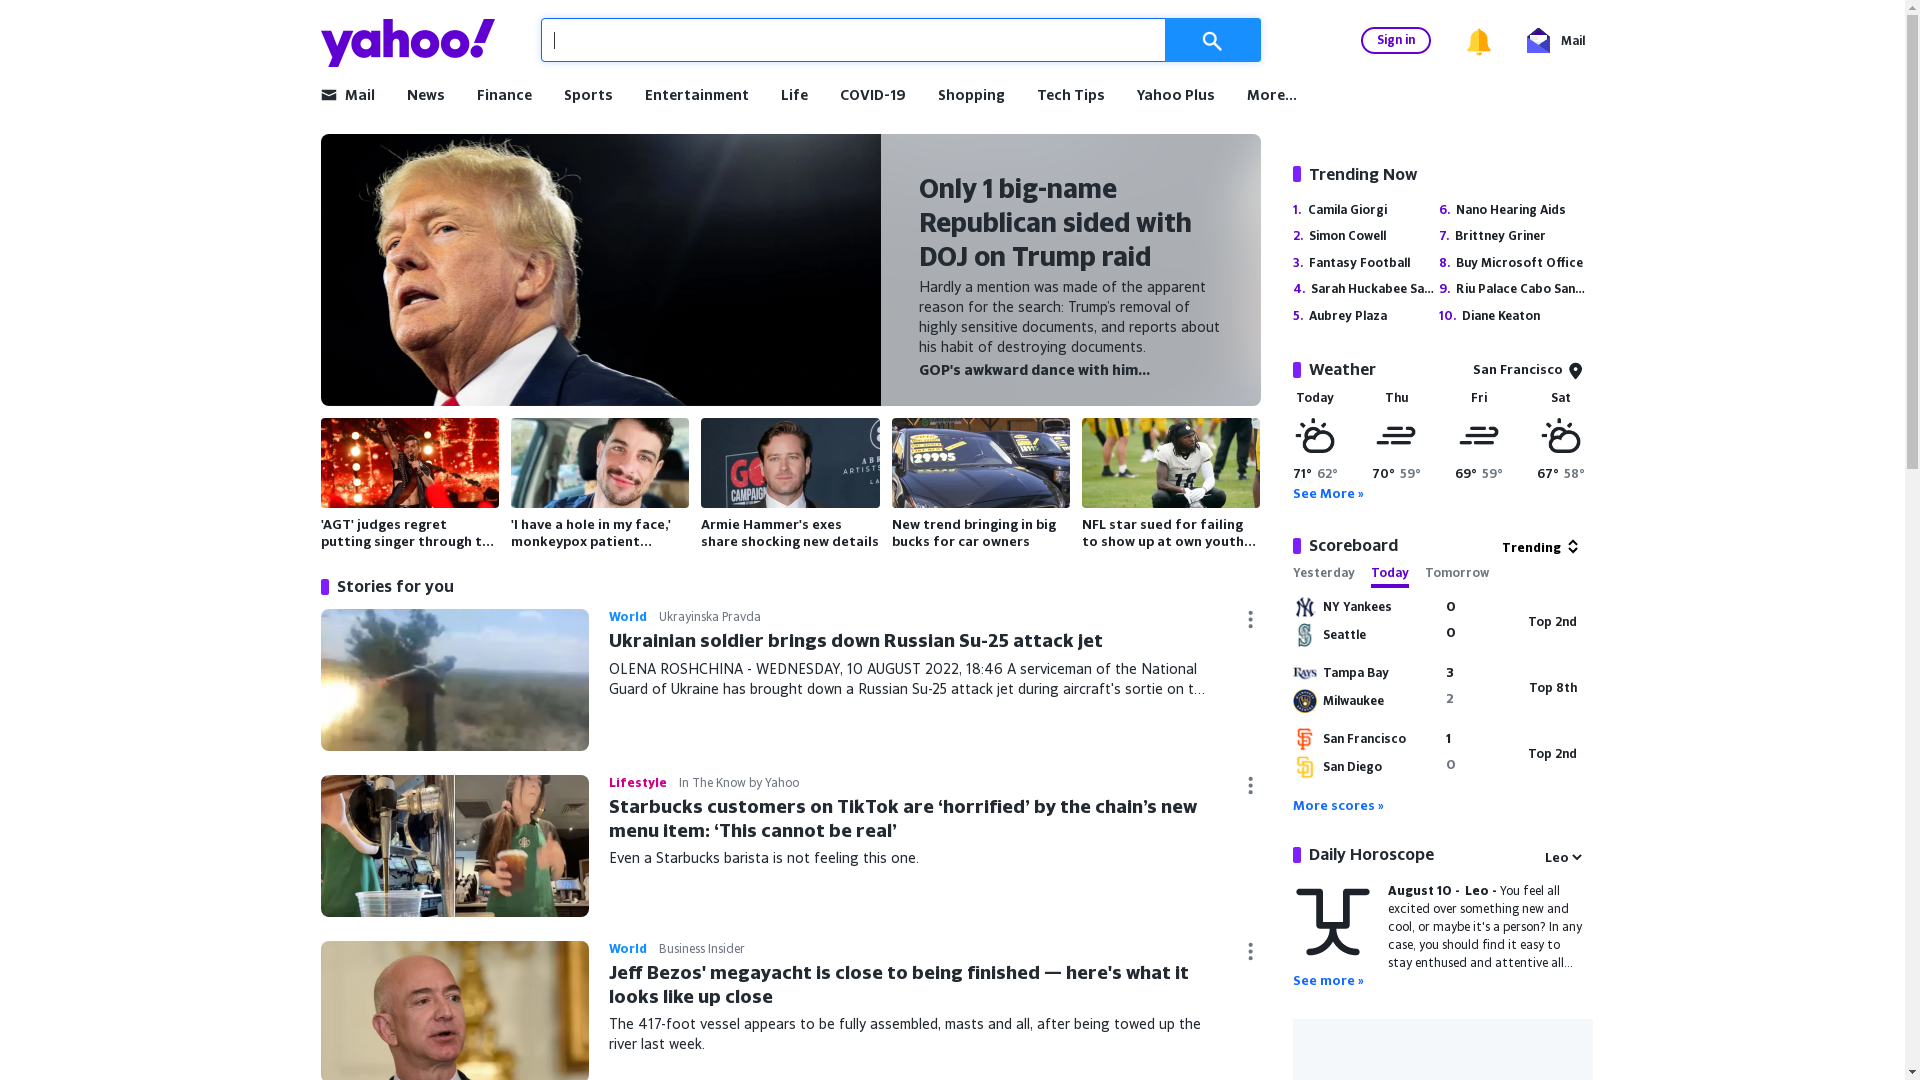 yahoo!
Sign in
Mail
Mail
News
Finance
Sports
Entertainment
Life
COVID-19
Shopping
Tech Tips
Yahoo Plus
More...
Only 1 big-name
Republican sided with
DOJ on Trump raid
Hardly a mention was made of the apparent
reason for the search: Trump's removal of
highly sensitive documents, and reports about
his habit of destroying documents.
GOP's awkward dance with him...
'AGT' judges regret
putting singer through t...
'I have a hole in my face,'
monkeypox patient...
Armie Hammer's exes
share shocking new details
29995
New trend bringing in big
bucks for car owners
NFL star sued for failing
to show up at own youth...
Stories for you
World
Ukrayinska Pravda
Ukrainian soldier brings down Russian Su-25 attack jet
OLENA ROSHCHINA - WEDNESDAY, 10 AUGUST 2022, 18:46 A serviceman of the National
Guard of Ukraine has brought down a Russian Su-25 attack jet during aircraft's sortie on t...
Lifestyle
In The Know by Yahoo
Starbucks customers on TikTok are ‘horrified’ by the chain’s new
menu item: ‘This cannot be real’
Even a Starbucks barista is not feeling this one.
World
Business Insider
Jeff Bezos' megayacht is close to being finished — here's what it
looks like up close
The 417-foot vessel appears to be fully assembled, masts and all, after being towed up the
river last week.
Trending Now
1. Camila Giorgi
2. Simon Cowell
3. Fantasy Football
4. Sarah Huckabee Sa...
5. Aubrey Plaza
6. Nano Hearing Aids
7. Brittney Griner
8. Buy Microsoft Office
9. Riu Palace Cabo San...
10. Diane Keaton
Weather
San Francisco
Today Thu Fri Sat
71° 62° 70° 59° 69° 59° 67° 58°
See More »
Scoreboard
Trending
Yesterday Today Tomorrow
NY Yankees 0
Seattle 0
Top 2nd
Tampa Bay 3
Milwaukee 2
Top 8th
San Francisco 1
San Diego 0
Top 2nd
More scores »
Daily Horoscope
Leo
August 10 - Leo - You feel all
excited over something new and
cool, or maybe it's a person? In any
case, you should find it easy to
stay enthused and attentive all...
See more »